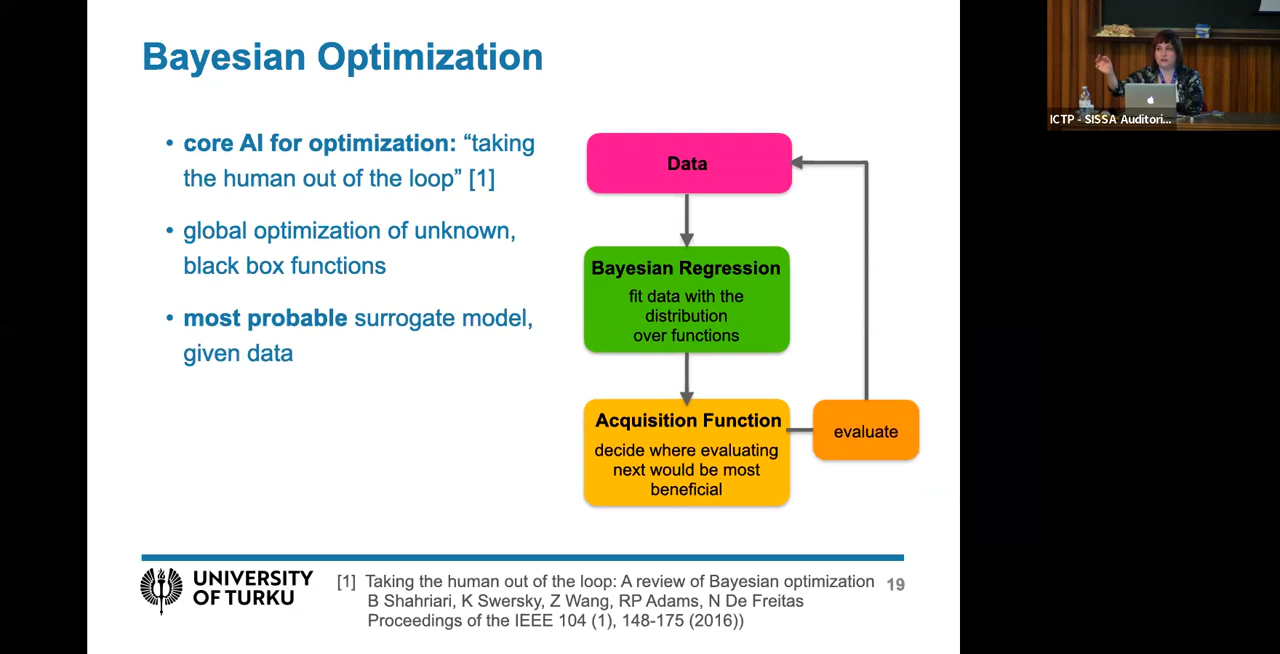 Bayesian Optimization
• core AI for optimization: “taking
the human out of the loop” [1]
• global optimization of unknown,
black box functions
• most probable surrogate model,
given data
Data
Bayesian Regression
fit data with the
distribution
over functions
Acquisition Function
decide where evaluating
next would be most
beneficial
evaluate
UNIVERSITY
OF TURKU
[1] Taking the human out of the loop: A review of Bayesian optimization
B Shahriari, K Swersky, Z Wang, RP Adams, N De Freitas
Proceedings of the IEEE 104 (1), 148-175 (2016))
19
ICTP - SISSA Auditori...